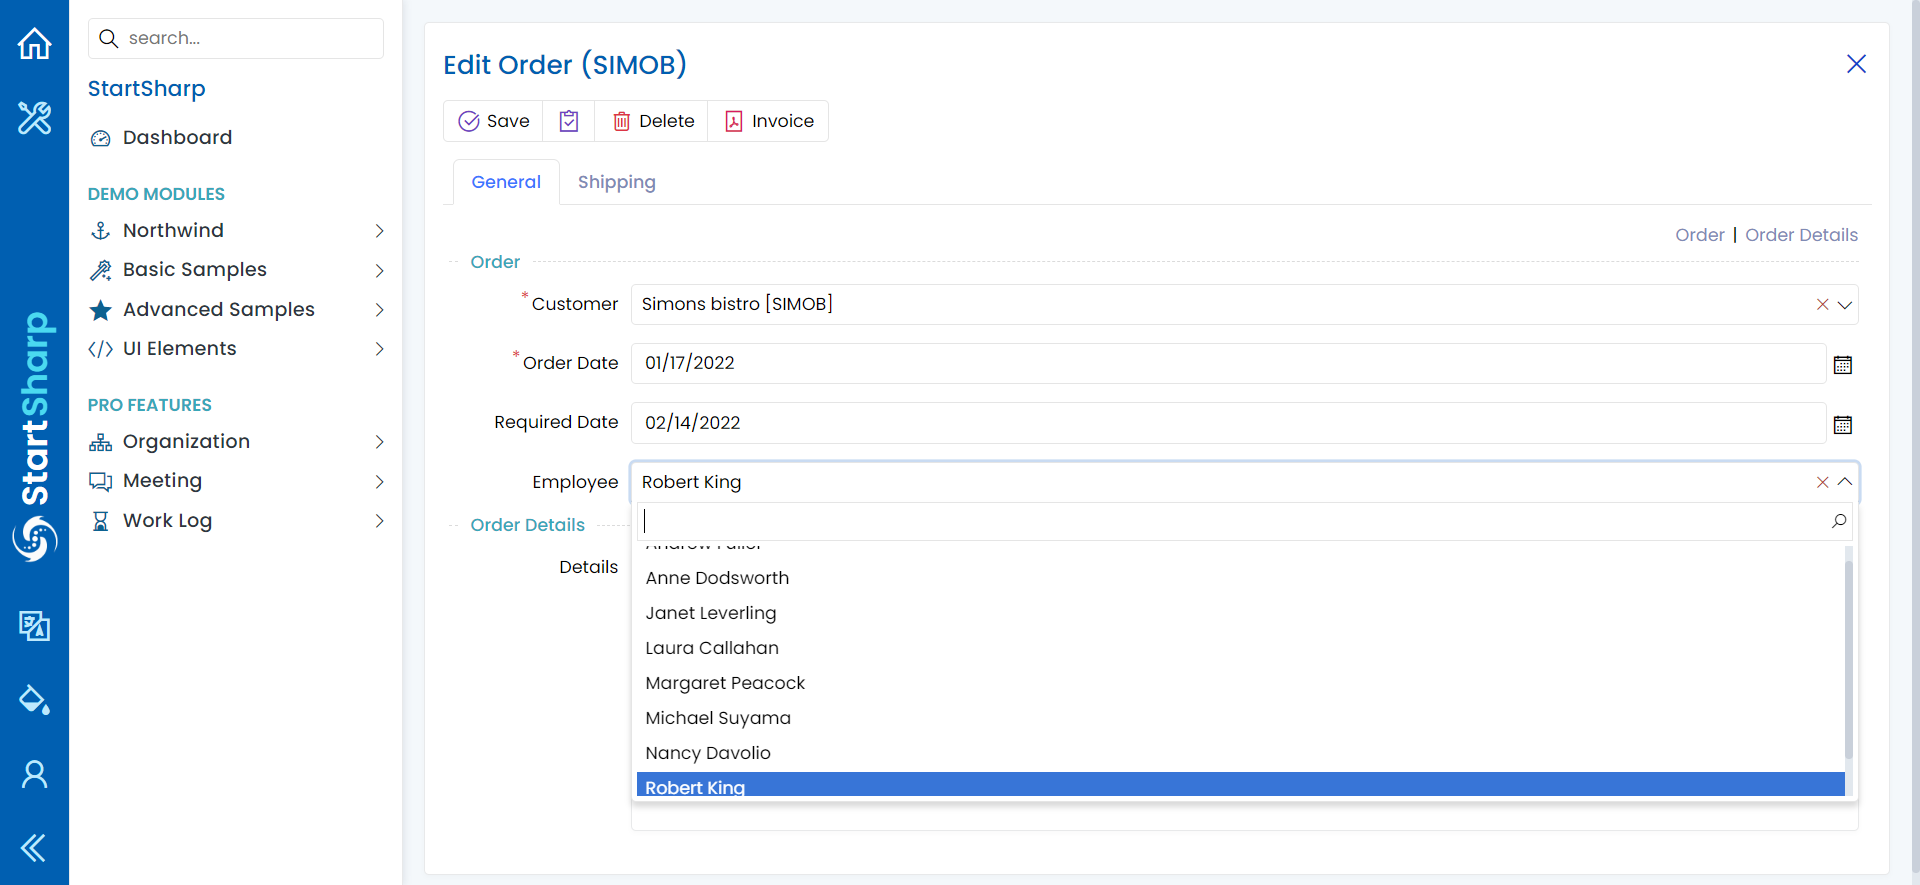 search...
StartSharp
Dashboard
DEMO MODULES
Northwind
Basic Samples
Advanced Samples
UI Elements
PRO FEATURES
Organization
Meeting
Work Log
StartSharp
Edit Order (SIMOB)
Save
Delete
Invoice
General
Shipping
Order | Order Details
Order
*Customer
Simons bistro [SIMOB]
*Order Date
01/17/2022
Required Date
02/14/2022
Employee
Robert King
Order Details
Details
Andrew Fuller
Anne Dodsworth
Janet Leverling
Laura Callahan
Margaret Peacock
Michael Suyama
Nancy Davolio
Robert King